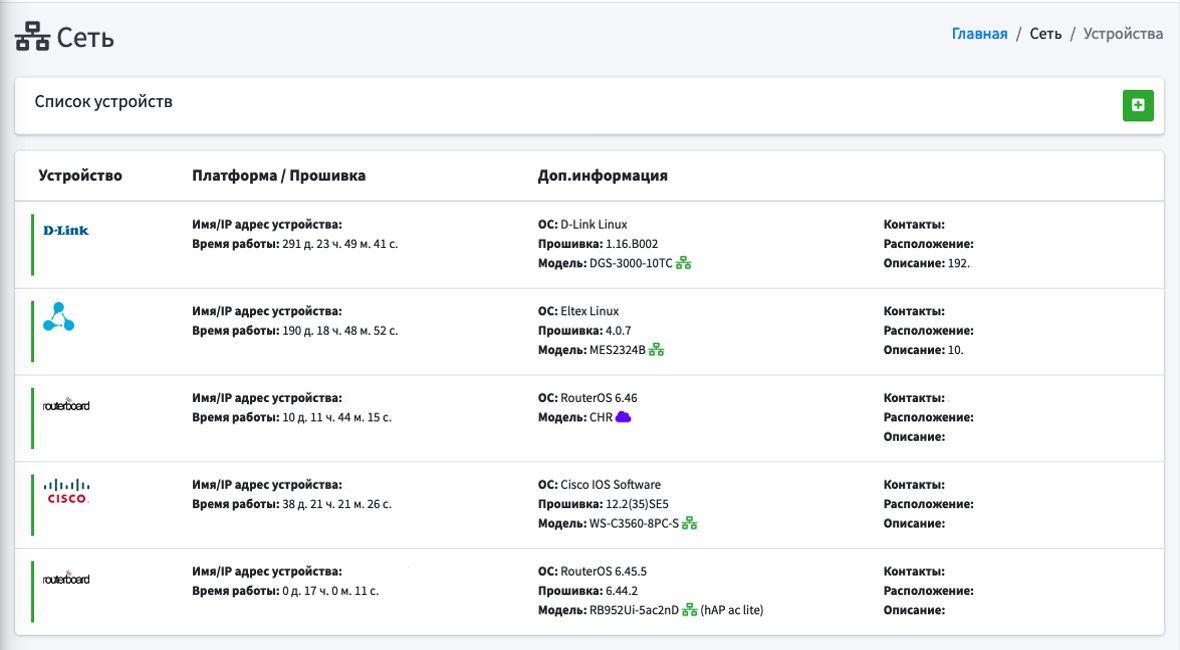 Сеть
Главная / Сеть / Устройства
Список устройств
Устройство Платформа / Прошивка Доп.информация
D-Link
Имя/IP адрес устройства:
Время работы: 291 д. 23 ч. 49 м. 41 с.
ОС: D-Link Linux
Прошивка: 1.16.B002
Модель: DGS-3000-10TC
Контакты:
Расположение:
Описание: 192.
Имя/IP адрес устройства:
Время работы: 190 д. 18 ч. 48 м. 52 с.
ОС: Eltex Linux
Прошивка: 4.0.7
Модель: MES2324B
Контакты:
Расположение:
Описание: 10.
routerboard
Имя/IP адрес устройства:
Время работы: 10 д. 11 ч. 44 м. 15 с.
ОС: RouterOS 6.46
Модель: CHR
Контакты:
Расположение:
Описание:
CISCO
Имя/IP адрес устройства:
Время работы: 38 д. 21 ч. 21 м. 26 с.
ОС: Cisco IOS Software
Прошивка: 12.2(35)SE5
Модель: WS-C3560-8PC-S
Контакты:
Расположение:
Описание:
routerboard
Имя/IP адрес устройства:
Время работы: 0 д. 17 ч. 0 м. 11 с.
ОС: RouterOS 6.45.5
Прошивка: 6.44.2
Модель: RB952Ui-5ac2nD (hAP ac lite)
Контакты:
Расположение:
Описание: